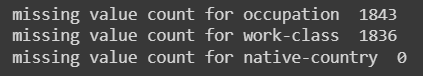 missing value count for occupation  1843
missing value count for work-class  1836
missing value count for native-country  0